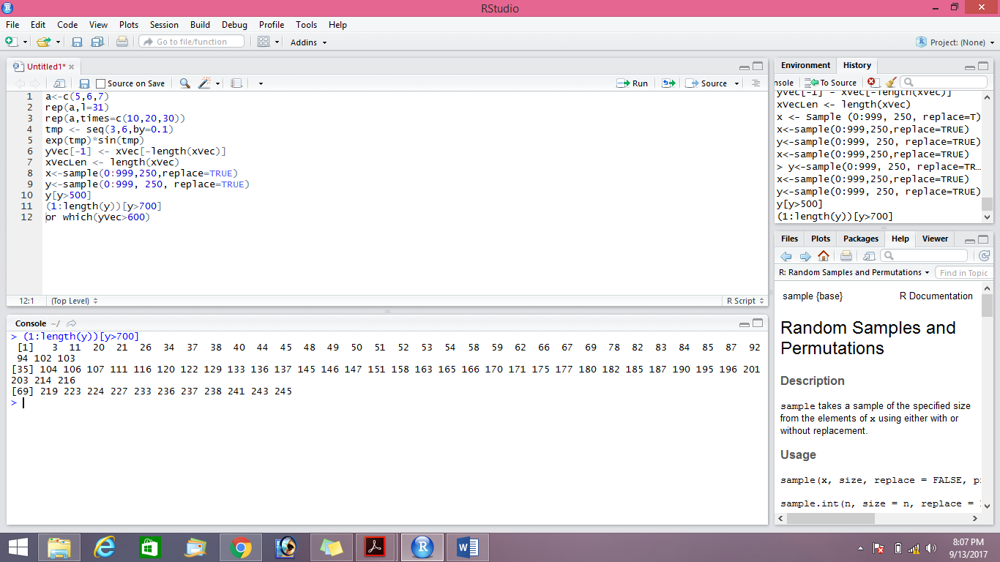 RStudio
File Edit Code View Plots Session Build Debug Profile Tools Help
Go to file/function Addins Project: (None)
Untitled1*
Source on Save Run Source
1 a<-c(5,6,7)
2 rep(a,l=31)
3 rep(a,times=c(10,20,30))
4 tmp <- seq(3,6,by=0.1)
5 exp(tmp)*sin(tmp)
6 yVec[-1] <- xVec[-length(xVec)]
7 xVecLen <- length(xVec)
8 x<-sample(0:999,250,replace=TRUE)
9 y<-sample(0:999, 250, replace=TRUE)
10 y[y>500]
11 (1:length(y))[y>700]
12 or which(yVec>600)
12:1 (Top Level) R Script
Console ~/
> (1:length(y))[y>700]
[1] 3 11 20 21 26 34 37 38 40 44 45 48 49 50 51 52 53 54 58 59 62 66 67 69 78 82 83 84 85 87 92
94 102 103
[35] 104 106 107 111 116 120 122 129 133 136 137 145 146 147 151 158 163 165 166 170 171 175 177 180 182 185 187 190 195 196 201
203 214 216
[69] 219 223 224 227 233 236 237 238 241 243 245
>
Environment History
nsole To Source
yVec[-1] = xVec[-length(xVec)]
xVecLen <- length(xVec)
x <- Sample (0:999, 250, replace=T)
x<-sample(0:999,250,replace=TRUE)
y<-sample(0:999, 250, replace=TRUE)
x<-sample(0:999,250,replace=TRUE)
> y<-sample(0:999, 250, replace=TR…
x<-sample(0:999,250,replace=TRUE)
y<-sample(0:999, 250, replace=TRUE)
y[y>500]
(1:length(y))[y>700]
Files Plots Packages Help Viewer
R: Random Samples and Permutations Find in Topic
sample {base} R Documentation
Random Samples and
Permutations
Description
sample takes a sample of the specified size
from the elements of x using either with or
without replacement.
Usage
sample(x, size, replace = FALSE, p
sample.int(n, size = n, replace =
8:07 PM
9/13/2017